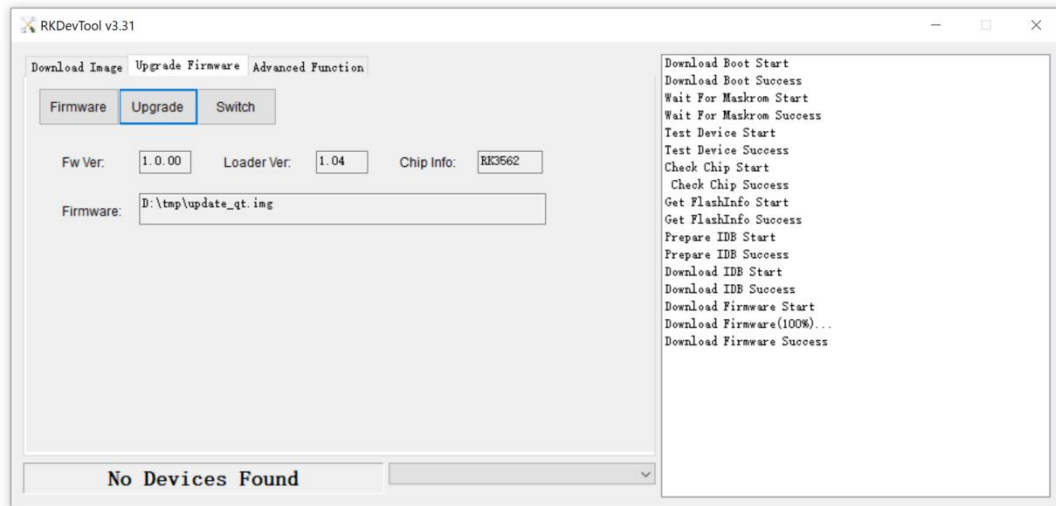 RKDevTool v3.31
Download Image Upgrade Firmware Advanced Function
Firmware Upgrade Switch
Fw Ver: 1.0.00 Loader Ver: 1.04 Chip Info: RK3562
Firmware: D:\tmp\update_qt.img
No Devices Found
Download Boot Start
Download Boot Success
Wait For Maskrom Start
Wait For Maskrom Success
Test Device Start
Test Device Success
Check Chip Start
Check Chip Success
Get FlashInfo Start
Get FlashInfo Success
Prepare IDB Start
Prepare IDB Success
Download IDB Start
Download IDB Success
Download Firmware Start
Download Firmware(100%)...
Download Firmware Success